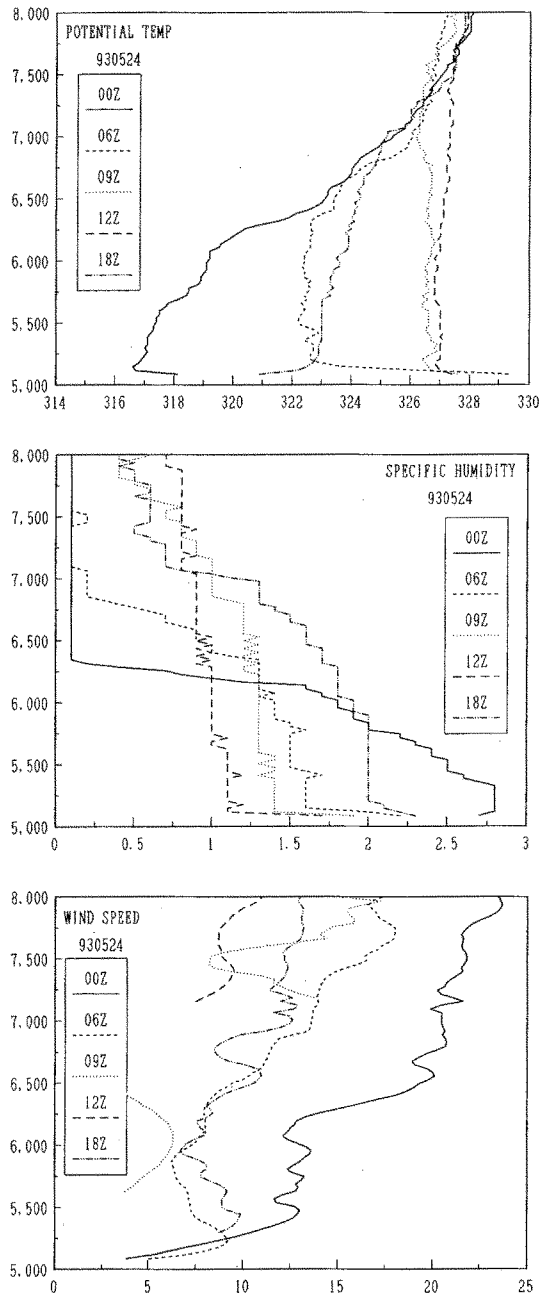 8.000
7.500
7.000
6.500
6.000
5.500
5.000
POTENTIAL TEMP
930524
00Z
06Z
09Z
12Z
18Z
314 316 318 320 322 324 326 328 330
8.000
7.500
7.000
6.500
6.000
5.500
5.000
SPECIFIC HUMIDITY
930524
00Z
06Z
09Z
12Z
18Z
0 0.5 1 1.5 2 2.5 3
8.000
7.500
7.000
6.500
6.000
5.500
5.000
WIND SPEED
930524
00Z
06Z
09Z
12Z
18Z
0 5 10 15 20 25